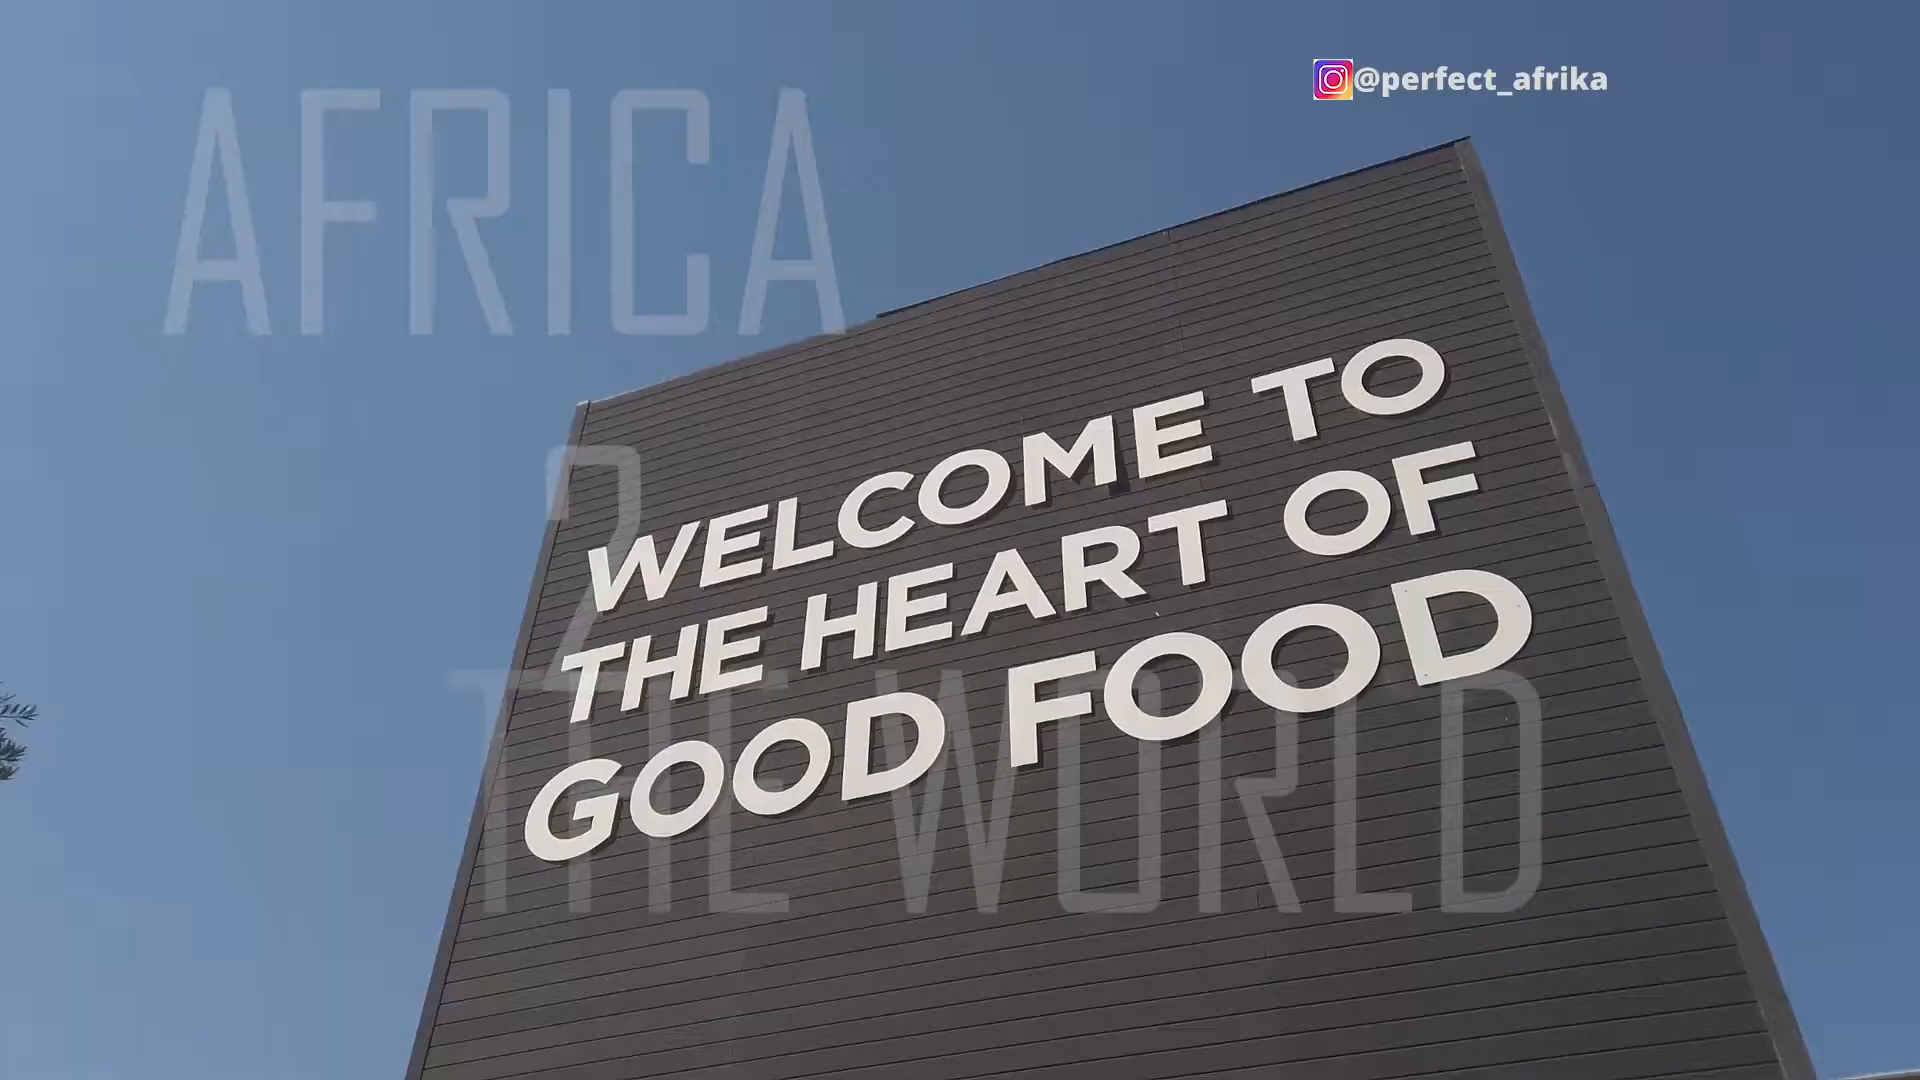 @perfect_afrika
AFRICA
2
THE WORLD
WELCOME TO
THE HEART OF
GOOD FOOD